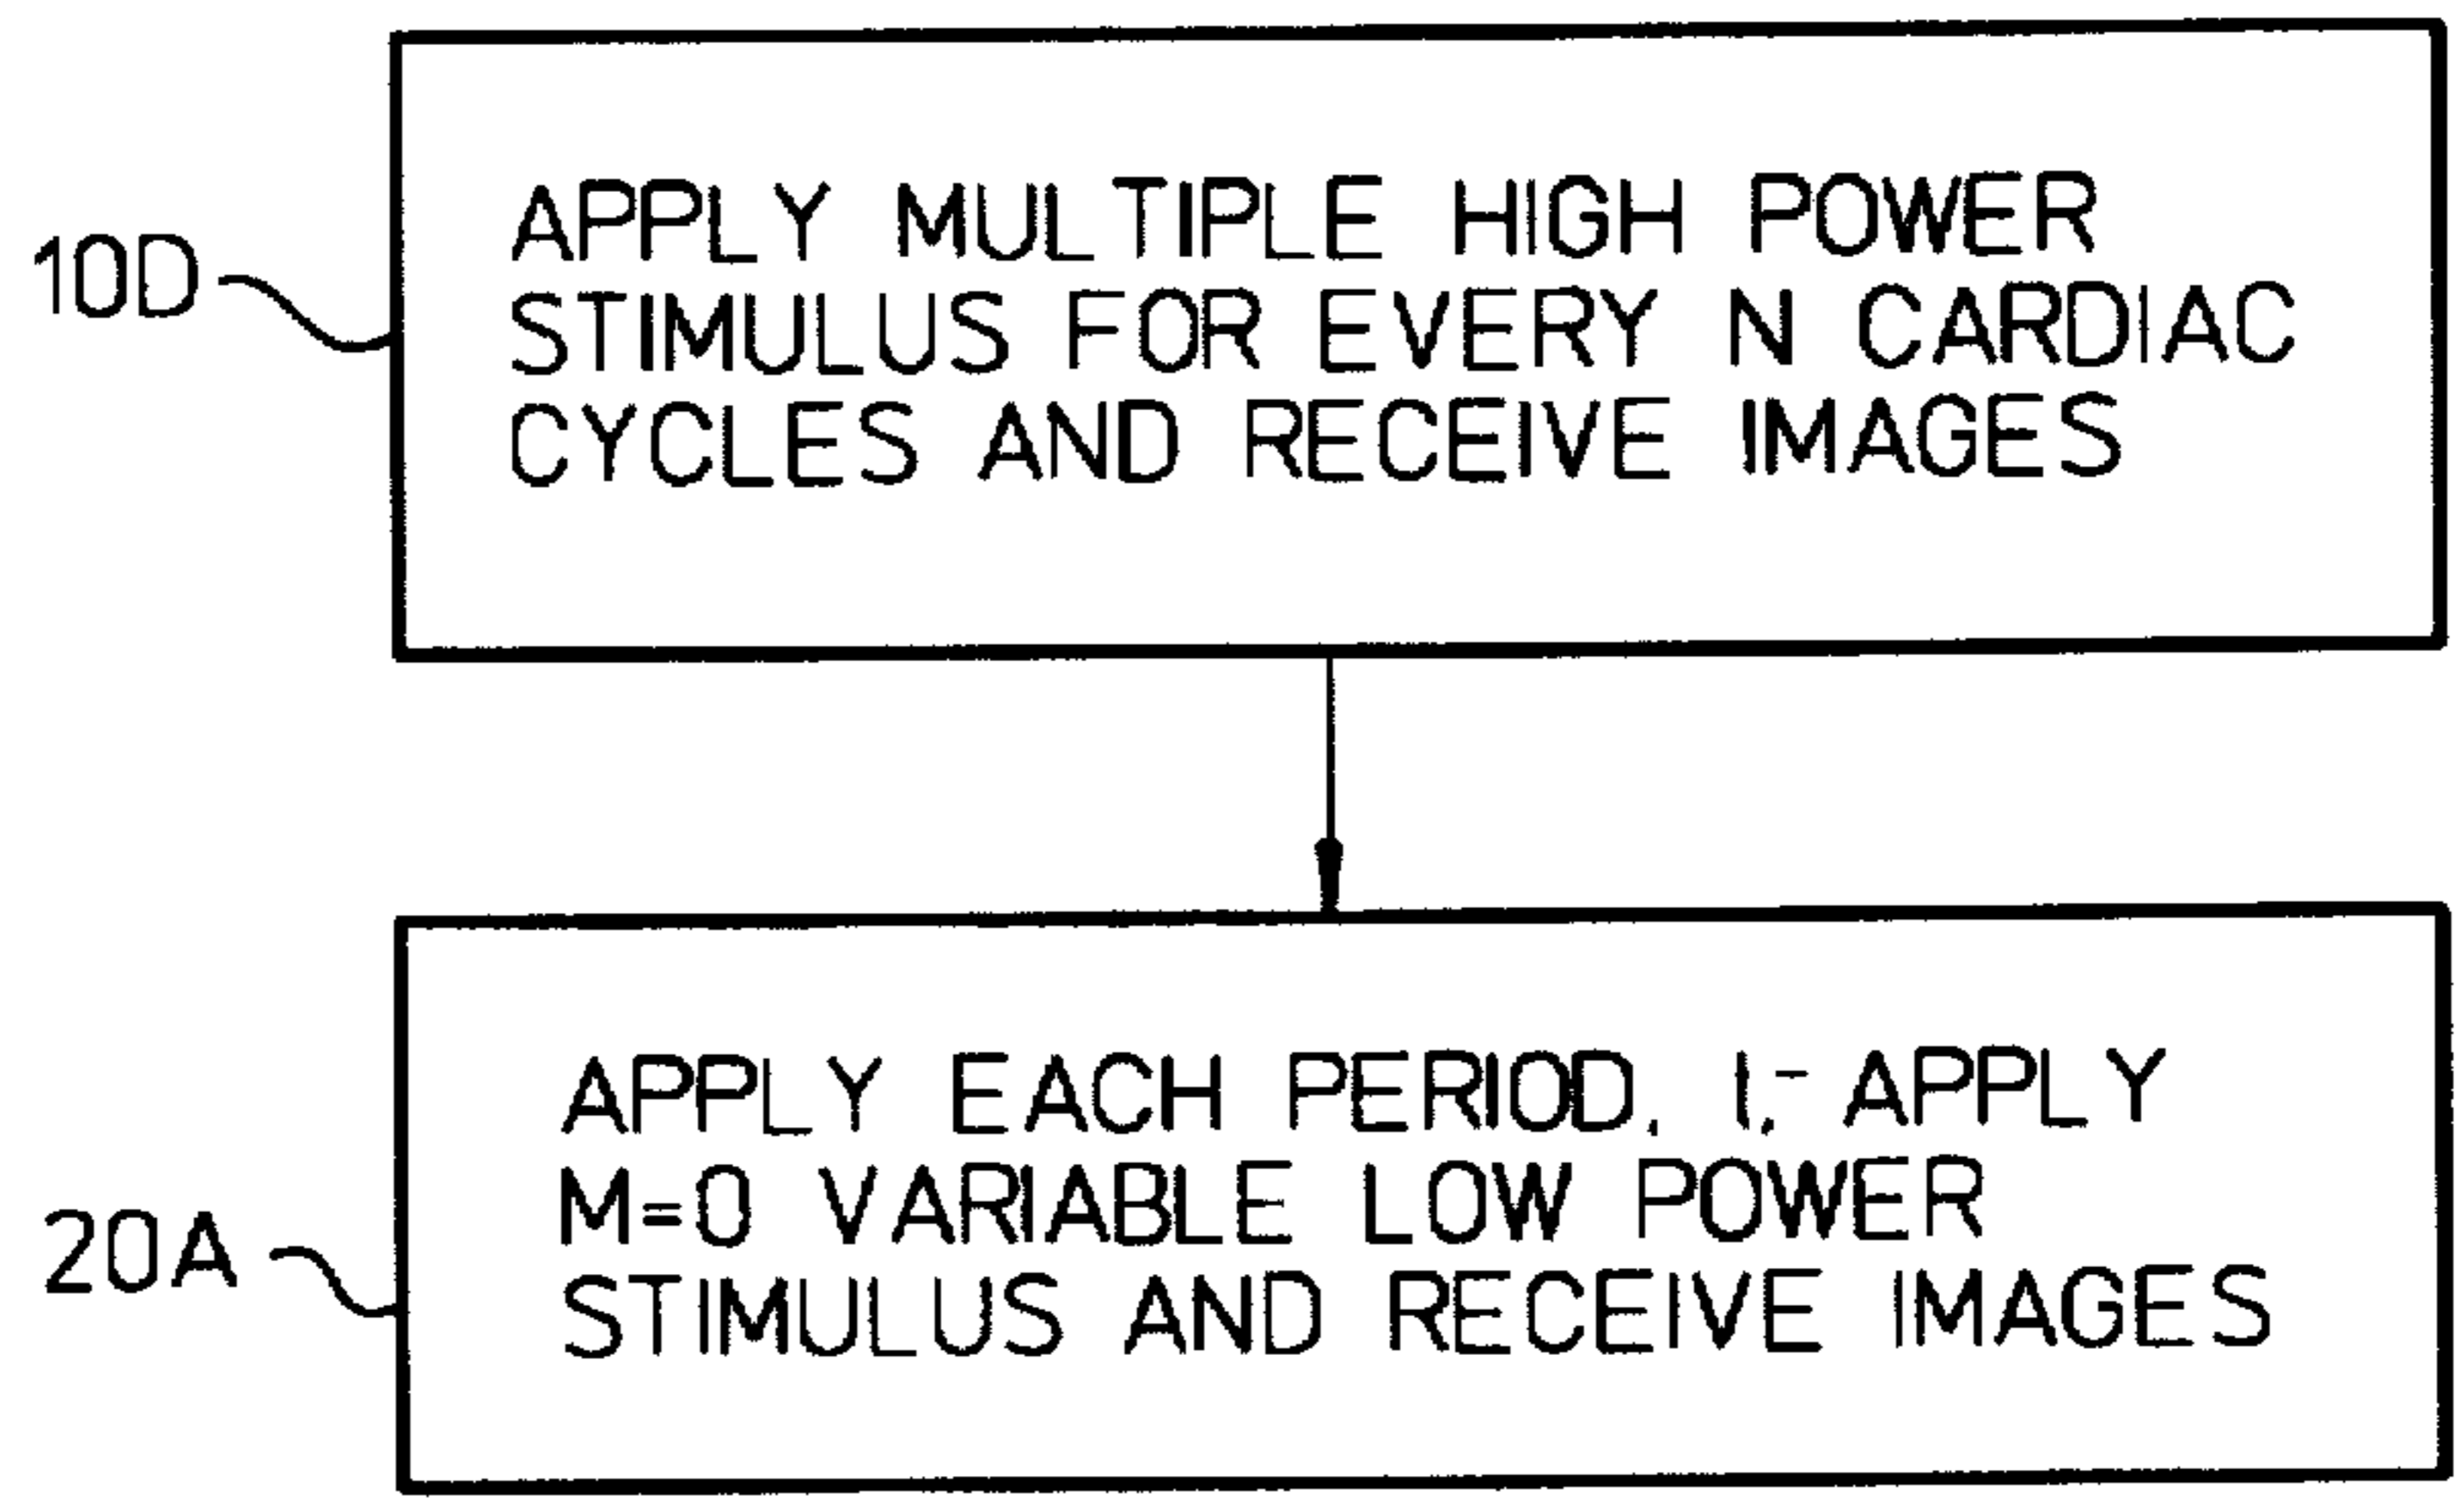 10D
APPLY MULTIPLE HIGH POWER
STIMULUS FOR EVERY N CARDIAC
CYCLES AND RECEIVE IMAGES
20A
APPLY EACH PERIOD, I,- APPLY
M=0 VARIABLE LOW POWER
STIMULUS AND RECEIVE IMAGES